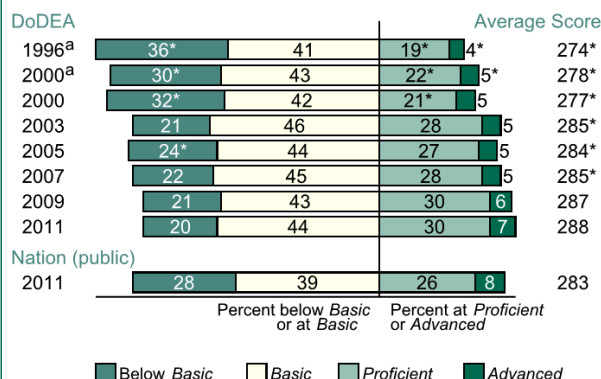 DoDEA Average Score
1996a 36* 41 19* 4* 274*
2000a 30* 43 22* 5* 278*
2000 32* 42 21* 5 277*
2003 21 46 28 5 285*
2005 24* 44 27 5 284*
2007 22 45 28 5 285*
2009 21 43 30 6 287
2011 20 44 30 7 288
Nation (public)
2011 28 39 26 8 283
Percent below Basic Percent at Proficient
or at Basic or Advanced
Below Basic Basic Proficient Advanced